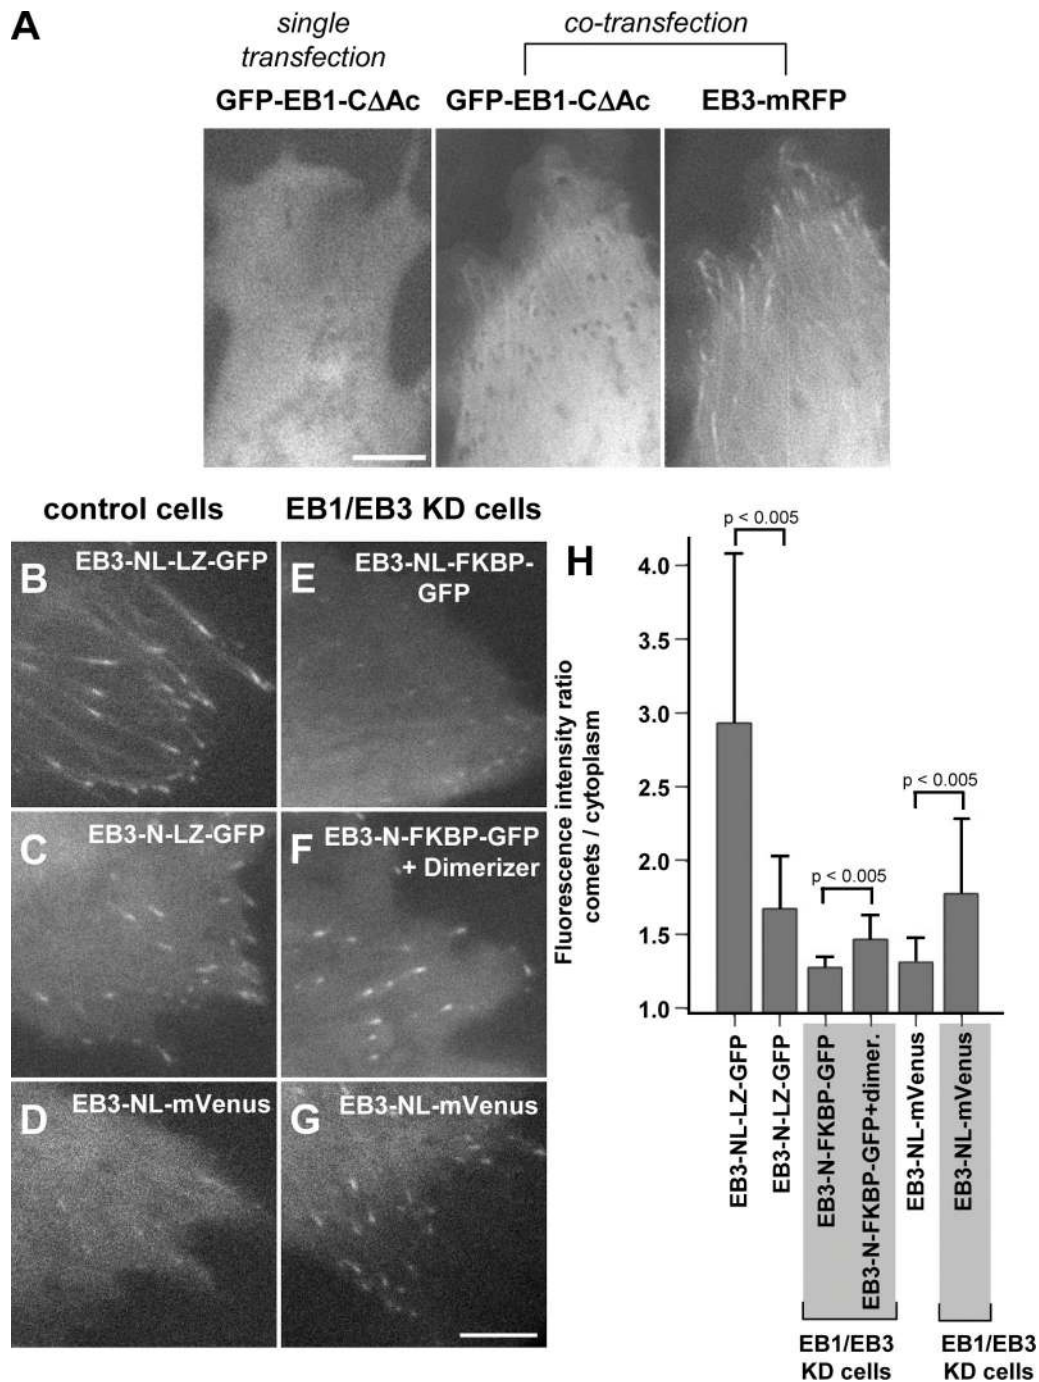 A
single
transfection
co-transfection
GFP-EB1-CΔAc
GFP-EB1-CΔAc
EB3-mRFP
control cells
EB1/EB3 KD cells
B
EB3-NL-LZ-GFP
E
EB3-NL-FKBP-
GFP
C
EB3-N-LZ-GFP
F
EB3-N-FKBP-GFP
+ Dimerizer
D
EB3-NL-mVenus
G
EB3-NL-mVenus
H
Fluorescence intensity ratio
comets / cytoplasm
4.0
3.5
3.0
2.5
2.0
1.5
1.0
p < 0.005
p < 0.005
p < 0.005
EB3-NL-LZ-GFP
EB3-N-LZ-GFP
EB3-N-FKBP-GFP
EB3-N-FKBP-GFP+dimer.
EB3-NL-mVenus
EB3-NL-mVenus
EB1/EB3
KD cells
EB1/EB3
KD cells